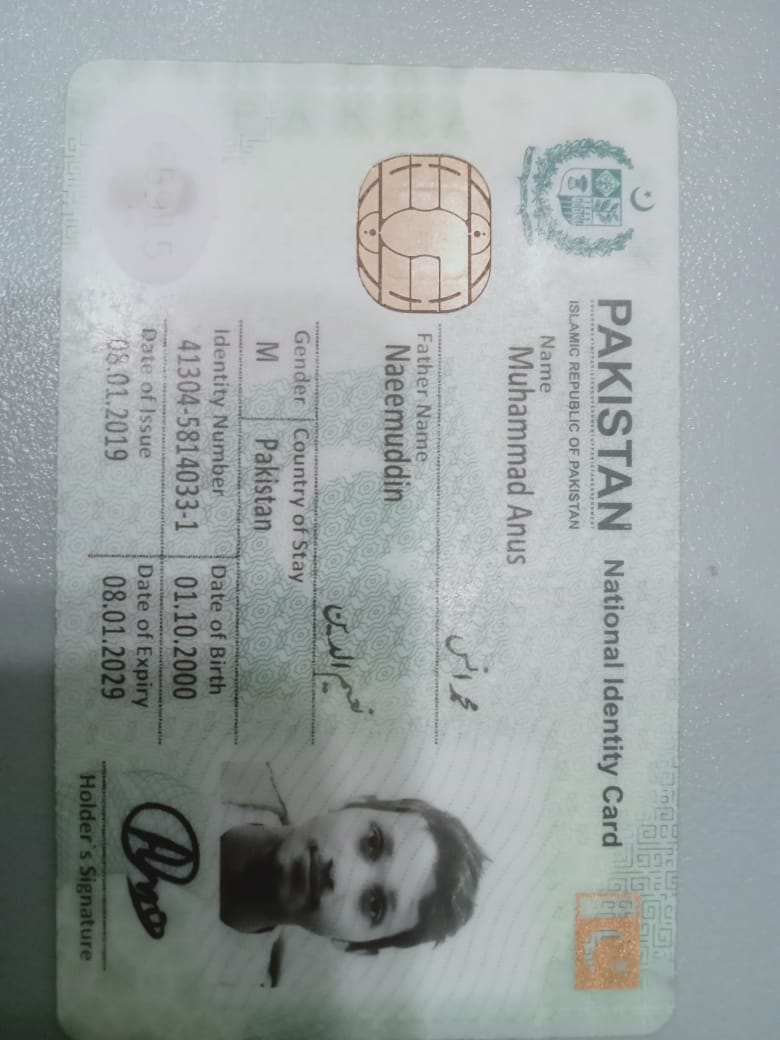 PAKISTAN National Identity Card
ISLAMIC REPUBLIC OF PAKISTAN
Name
Muhammad Anus
محمد انس
Father Name
Naeemuddin
نعیم الدین
Gender Country of Stay
M Pakistan
Identity Number Date of Birth
41304-5814033-1 01.10.2000
Date of Issue Date of Expiry
08.01.2019 08.01.2029
Holder's Signature